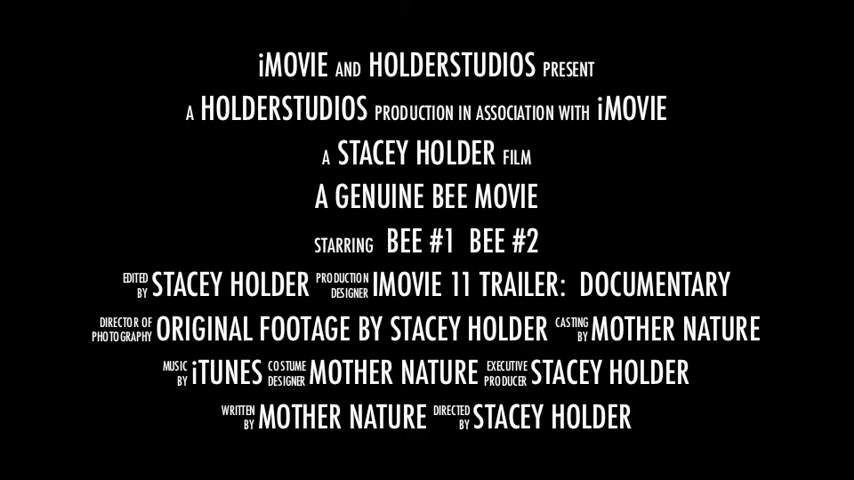 iMOVIE AND HOLDERSTUDIOS PRESENT
A HOLDERSTUDIOS PRODUCTION IN ASSOCIATION WITH iMOVIE
A STACEY HOLDER FILM
A GENUINE BEE MOVIE
STARRING BEE #1 BEE #2
EDITED BY STACEY HOLDER PRODUCTION DESIGNER IMOVIE 11 TRAILER: DOCUMENTARY
DIRECTOR OF PHOTOGRAPHY ORIGINAL FOOTAGE BY STACEY HOLDER CASTING BY MOTHER NATURE
MUSIC BY iTUNES COSTUME DESIGNER MOTHER NATURE EXECUTIVE PRODUCER STACEY HOLDER
WRITTEN BY MOTHER NATURE DIRECTED BY STACEY HOLDER